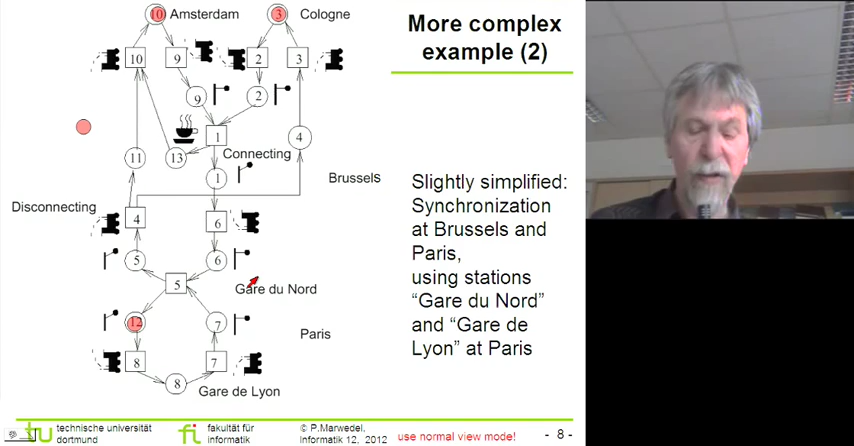 More complex
example (2)
10 Amsterdam
3 Cologne
10
9
2
3
9
2
1
4
11
13
Connecting
1
Brussels
Disconnecting
4
6
5
6
5
Gare du Nord
12
7
Paris
8
7
8
Gare de Lyon
Slightly simplified:
Synchronization
at Brussels and
Paris,
using stations
“Gare du Nord”
and “Gare de
Lyon” at Paris
tu technische universität
dortmund
fi fakultät für
informatik
© P.Marwedel,
Informatik 12, 2012
use normal view mode!
- 8 -